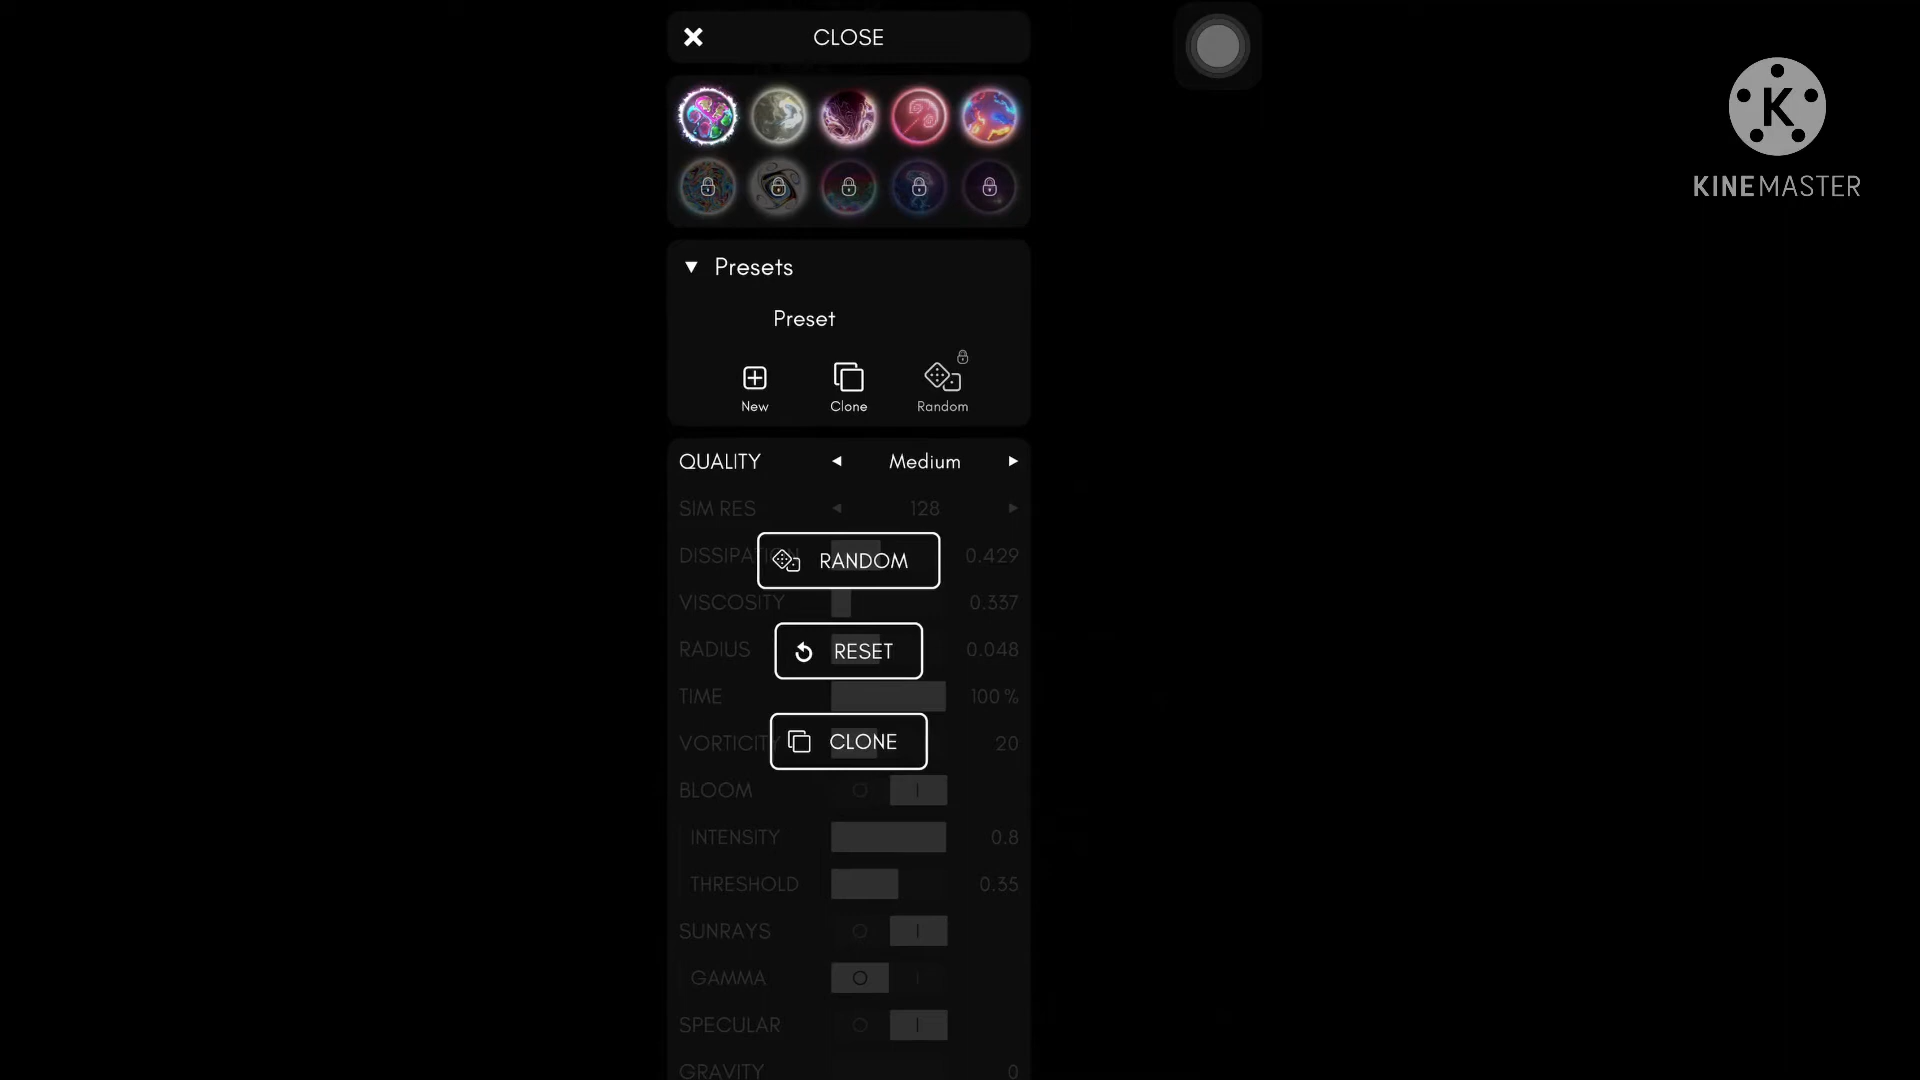 CLOSE
KINEMASTER
Presets
Preset
New Clone Random
QUALITY Medium
SIM RES 128
DISSIPATION 0.429
RANDOM
VISCOSITY 0.337
RADIUS 0.048
RESET
TIME 100%
VORTICITY 20
CLONE
BLOOM
INTENSITY 0.8
THRESHOLD 0.35
SUNRAYS
GAMMA
SPECULAR
GRAVITY 0